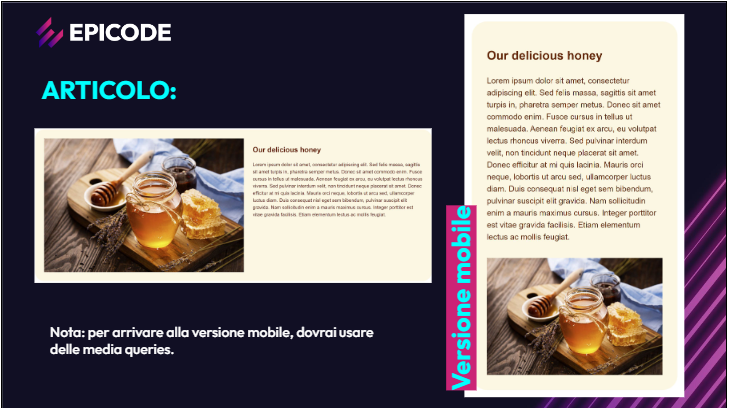 EPICODE
ARTICOLO:
Our delicious honey
Lorem ipsum dolor sit amet, consectetur adipiscing elit. Sed felis massa, sagittis
sit amet turpis in, pharetra semper metus. Donec sit amet commodo enim. Fusce
cursus in tellus ut malesuada. Aenean feugiat ex arcu, eu volutpat lectus rhoncus
viverra. Sed pulvinar interdum velit, non tincidunt neque placerat sit amet. Donec
efficitur at mi quis lacinia. Mauris orci neque, lobortis ut arcu sed, ullamcorper
luctus diam. Duis consequat nisl eget sem bibendum, pulvinar suscipit elit
gravida. Nam sollicitudin enim a mauris maximus cursus. Integer porttitor est
vitae gravida facilisis. Etiam elementum lectus ac mollis feugiat.
Nota: per arrivare alla versione mobile, dovrai usare
delle media queries.
Versione mobile
Our delicious honey
Lorem ipsum dolor sit amet, consectetur
adipiscing elit. Sed felis massa, sagittis sit amet
turpis in, pharetra semper metus. Donec sit amet
commodo enim. Fusce cursus in tellus ut
malesuada. Aenean feugiat ex arcu, eu volutpat
lectus rhoncus viverra. Sed pulvinar interdum
velit, non tincidunt neque placerat sit amet.
Donec efficitur at mi quis lacinia. Mauris orci
neque, lobortis ut arcu sed, ullamcorper luctus
diam. Duis consequat nisl eget sem bibendum,
pulvinar suscipit elit gravida. Nam sollicitudin
enim a mauris maximus cursus. Integer porttitor
est vitae gravida facilisis. Etiam elementum
lectus ac mollis feugiat.